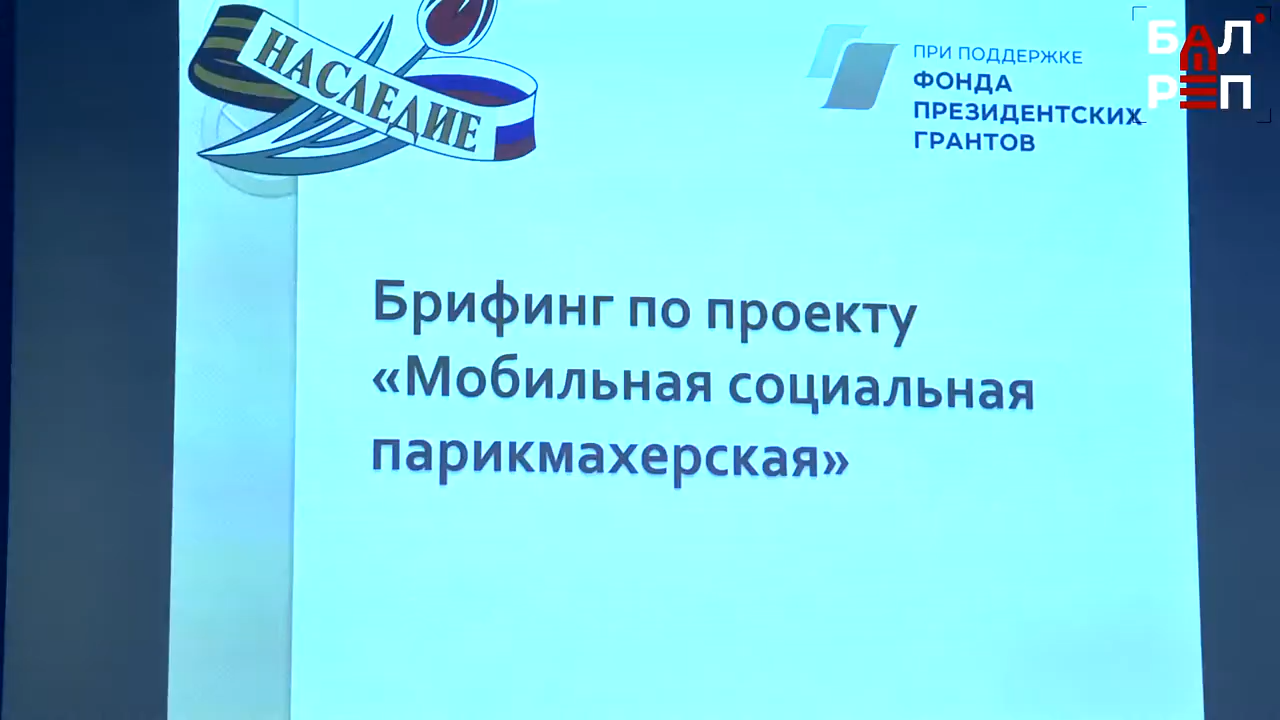 НАСЛЕДИЕ
ПРИ ПОДДЕРЖКЕ
ФОНДА
ПРЕЗИДЕНТСКИХ
ГРАНТОВ
БАЛ
РЕП
Брифинг по проекту
«Мобильная социальная
парикмахерская»